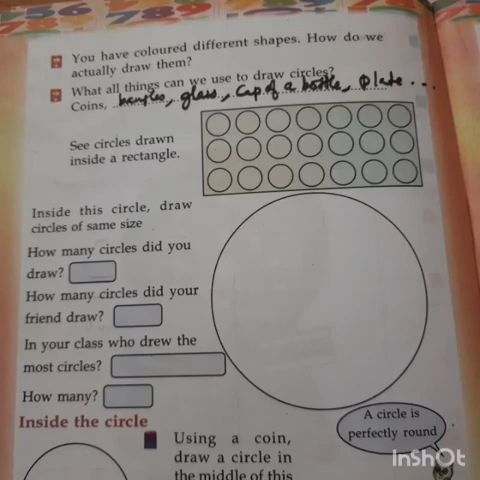 You have coloured different shapes. How do we
actually draw them?
What all things can we use to draw circles?
Coins, bangles, glass, Cap of a bottle, Plate...
See circles drawn
inside a rectangle.
Inside this circle, draw
circles of same size
How many circles did you
draw?
How many circles did your
friend draw?
In your class who drew the
most circles?
How many?
Inside the circle
A circle is
perfectly round
Using a coin,
draw a circle in
the middle of this
InShOt